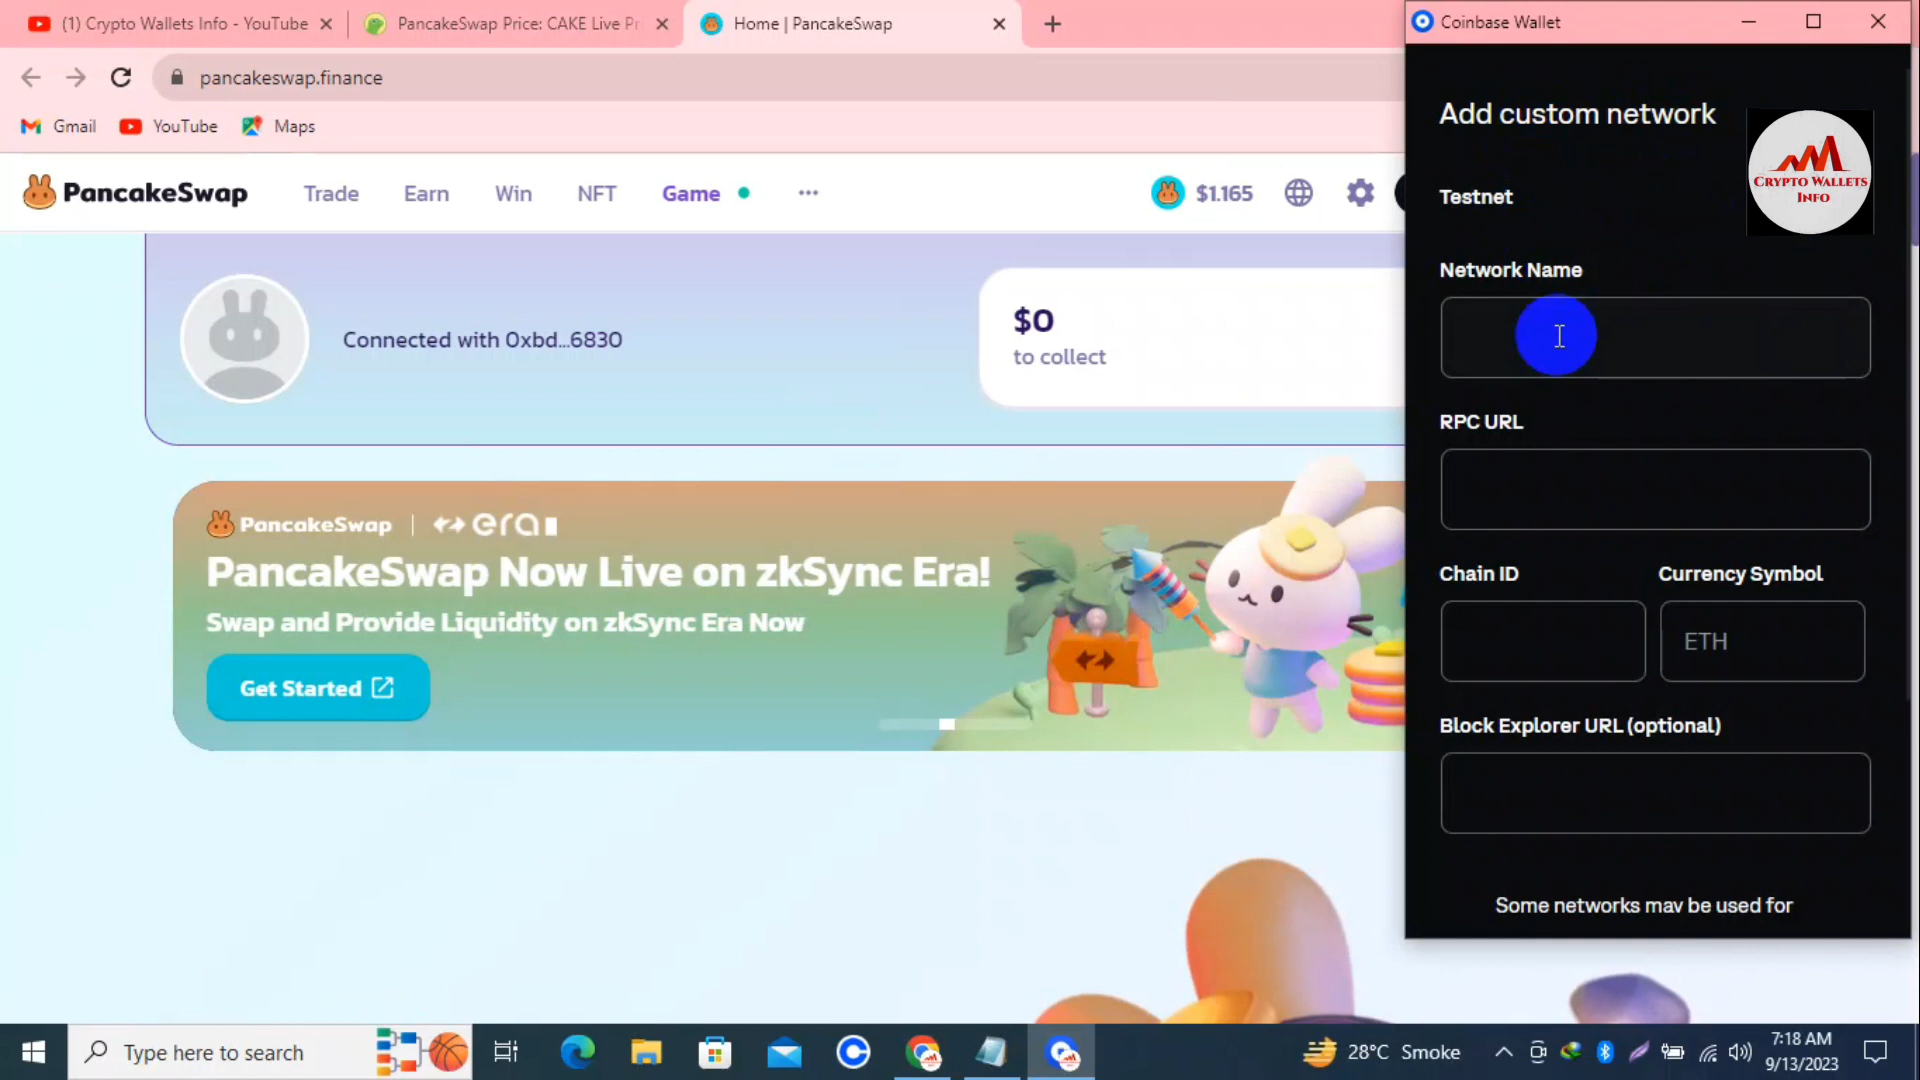 (1) Crypto Wallets Info - YouTube
PancakeSwap Price: CAKE Live Pr
Home | PancakeSwap
Coinbase Wallet
pancakeswap.finance
Gmail
YouTube
Maps
PancakeSwap
Trade
Earn
Win
NFT
Game
$1.165
Connected with 0xbd...6830
$0
to collect
PancakeSwap
era
PancakeSwap Now Live on zkSync Era!
Swap and Provide Liquidity on zkSync Era Now
Get Started
Add custom network
CRYPTO WALLETS
INFO
Testnet
Network Name
RPC URL
Chain ID
Currency Symbol
ETH
Block Explorer URL (optional)
Some networks may be used for
Type here to search
28°C Smoke
7:18 AM
9/13/2023